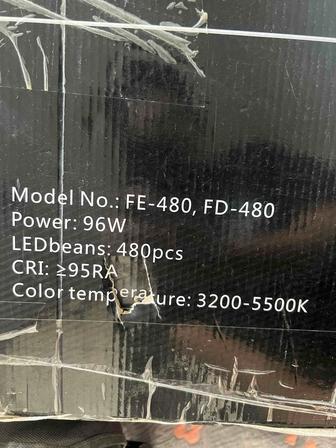 Model No.: FE-480, FD-480
Power: 96W
LEDbeans: 480pcs
CRI: ≥95RA
Color temperature: 3200-5500K